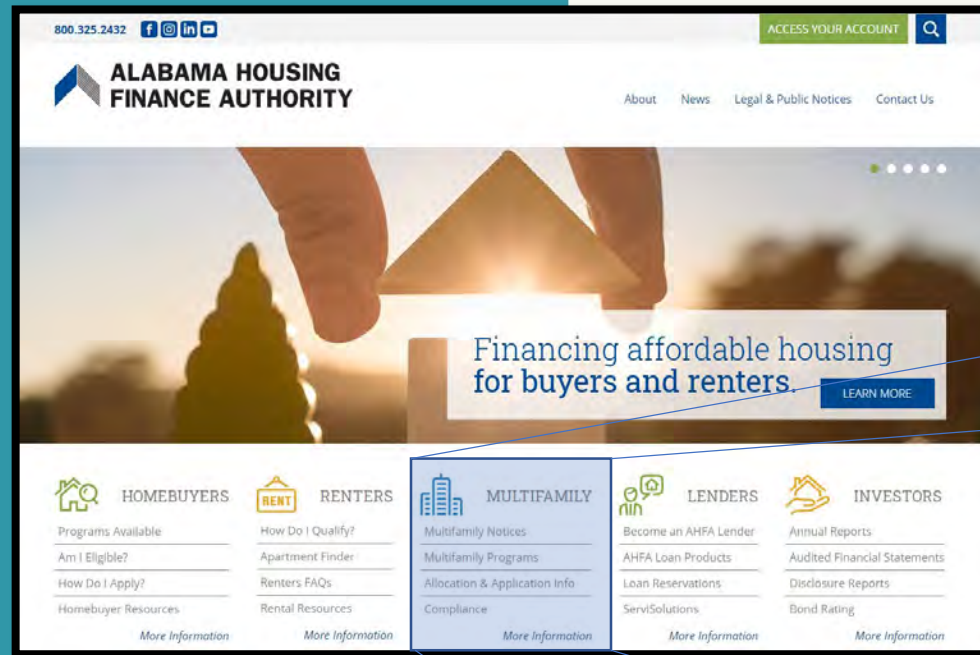 800.325.2432
ACCESS YOUR ACCOUNT
ALABAMA HOUSING
FINANCE AUTHORITY
About News Legal & Public Notices Contact Us
Financing affordable housing
for buyers and renters.
LEARN MORE
HOMEBUYERS
Programs Available
Am I Eligible?
How Do I Apply?
Homebuyer Resources
More Information
RENT
RENTERS
How Do I Qualify?
Apartment Finder
Renters FAQs
Rental Resources
More Information
MULTIFAMILY
Multifamily Notices
Multifamily Programs
Allocation & Application Info
Compliance
More Information
LENDERS
Become an AHFA Lender
AHFA Loan Products
Loan Reservations
ServiSolutions
More Information
INVESTORS
Annual Reports
Audited Financial Statements
Disclosure Reports
Bond Rating
More Information